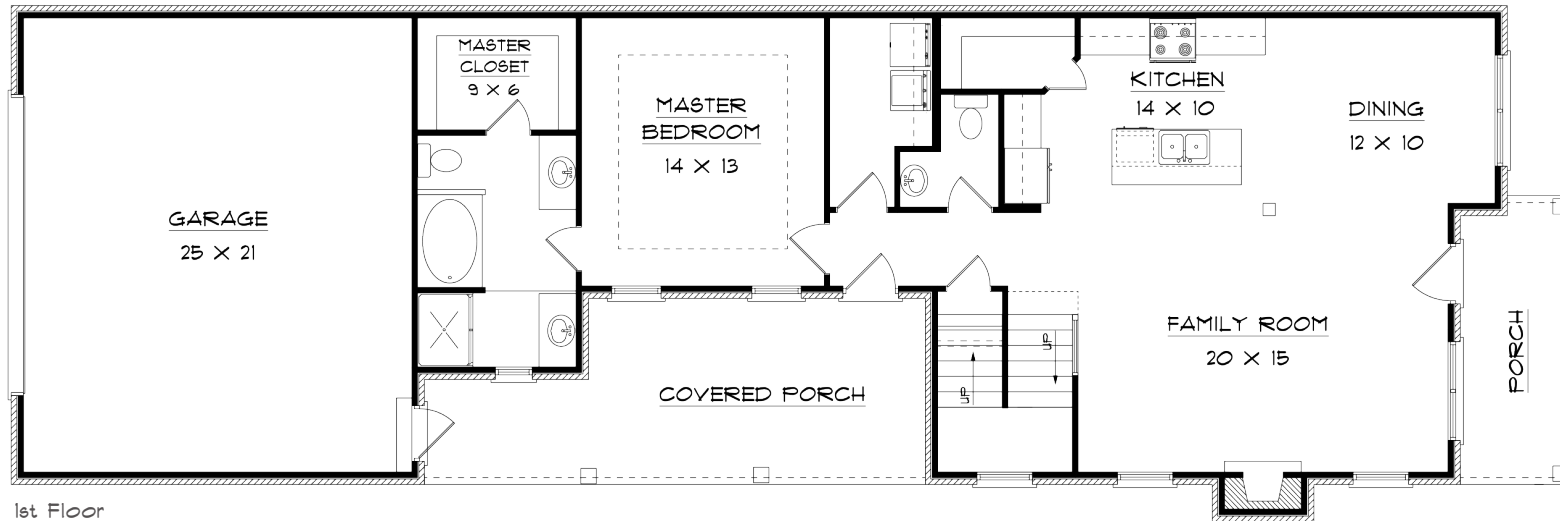 MASTER
CLOSET
9 X 6
MASTER
BEDROOM
14 X 13
KITCHEN
14 X 10
DINING
12 X 10
GARAGE
25 X 21
FAMILY ROOM
20 X 15
UP
UP
COVERED PORCH
PORCH
1st Floor